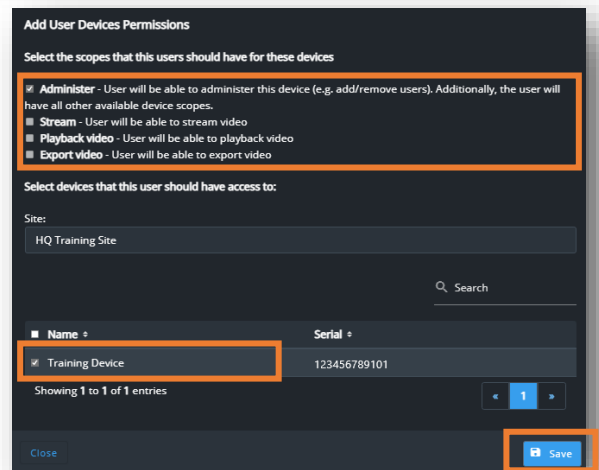 Add User Devices Permissions
Select the scopes that this users should have for these devices
Administer - User will be able to administer this device (e.g. add/remove users). Additionally, the user will
have all other available device scopes.
Stream - User will be able to stream video
Playback video - User will be able to playback video
Export video - User will be able to export video
Select devices that this user should have access to:
Site:
HQ Training Site
Search
Name Serial
Training Device 123456789101
Showing 1 to 1 of 1 entries « 1 »
Close Save